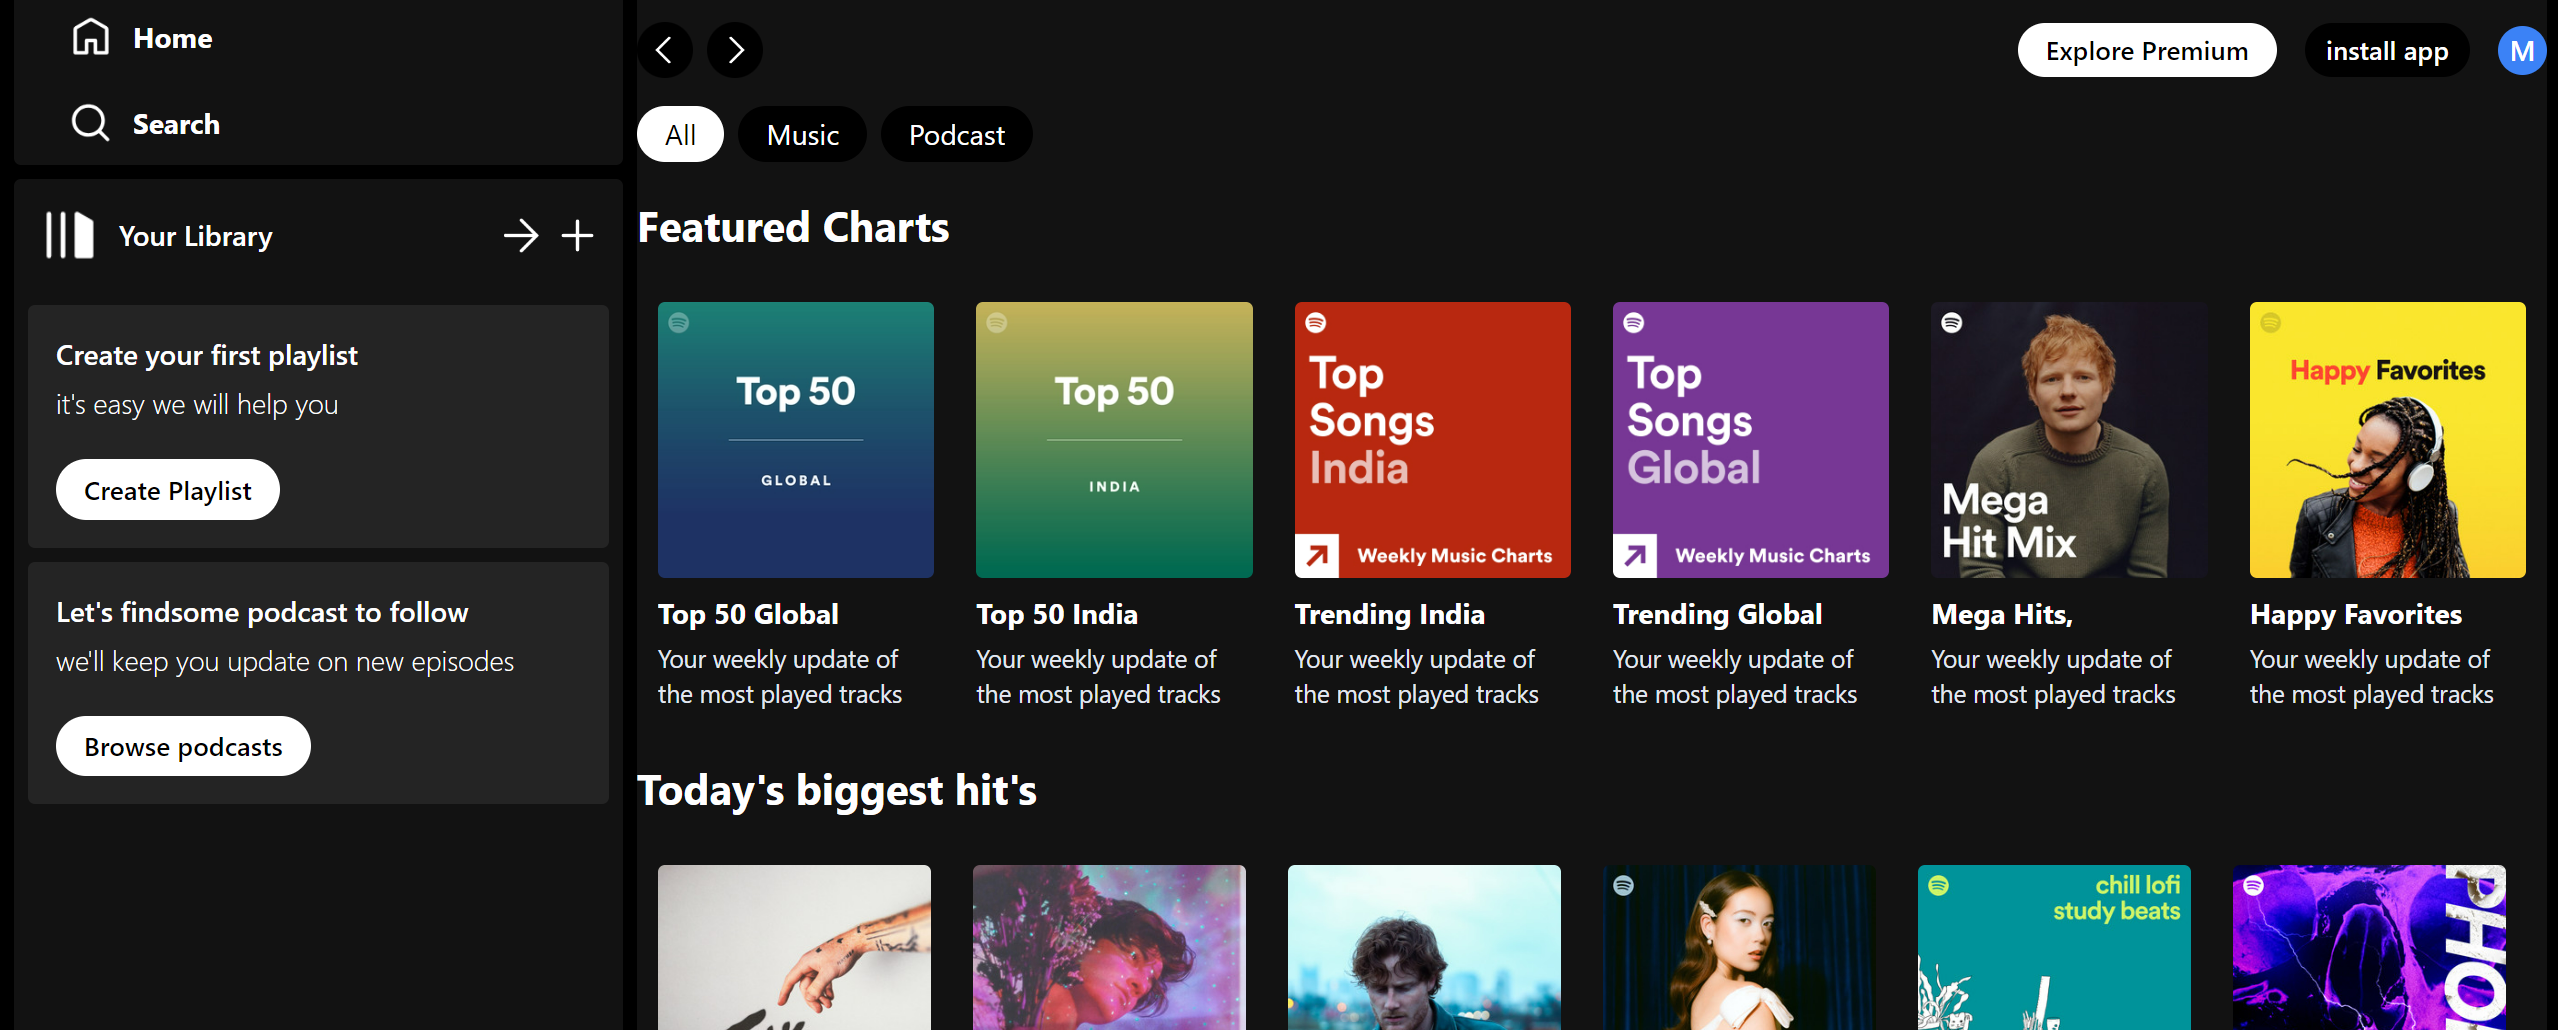 Home
Search
Your Library
Create your first playlist
it's easy we will help you
Create Playlist
Let's findsome podcast to follow
we'll keep you update on new episodes
Browse podcasts
Explore Premium
install app
M
All
Music
Podcast
Featured Charts
Top 50
GLOBAL
Top 50 Global
Your weekly update of
the most played tracks
Top 50
INDIA
Top 50 India
Your weekly update of
the most played tracks
Top
Songs
India
Weekly Music Charts
Trending India
Your weekly update of
the most played tracks
Top
Songs
Global
Weekly Music Charts
Trending Global
Your weekly update of
the most played tracks
Mega
Hit Mix
Mega Hits,
Your weekly update of
the most played tracks
Happy Favorites
Happy Favorites
Your weekly update of
the most played tracks
Today's biggest hit's
chill lofi
study beats